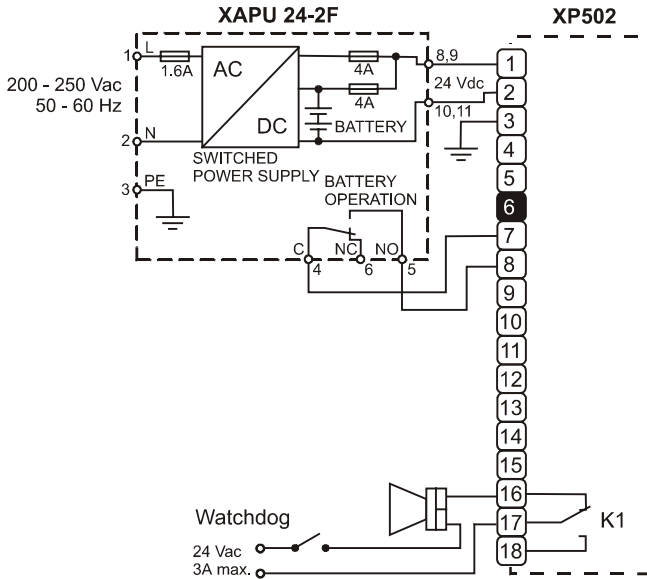 XAPU 24-2F
XP502
1 L
1.6A
AC
DC
4A
4A
8,9
24 Vdc
10,11
200 - 250 Vac
50 - 60 Hz
BATTERY
2 N
SWITCHED
POWER SUPPLY
BATTERY
OPERATION
3 PE
C NC NO
4 6 5
1
2
3
4
5
6
7
8
9
10
11
12
13
14
15
16
17
18
K1
Watchdog
24 Vac
3A max.